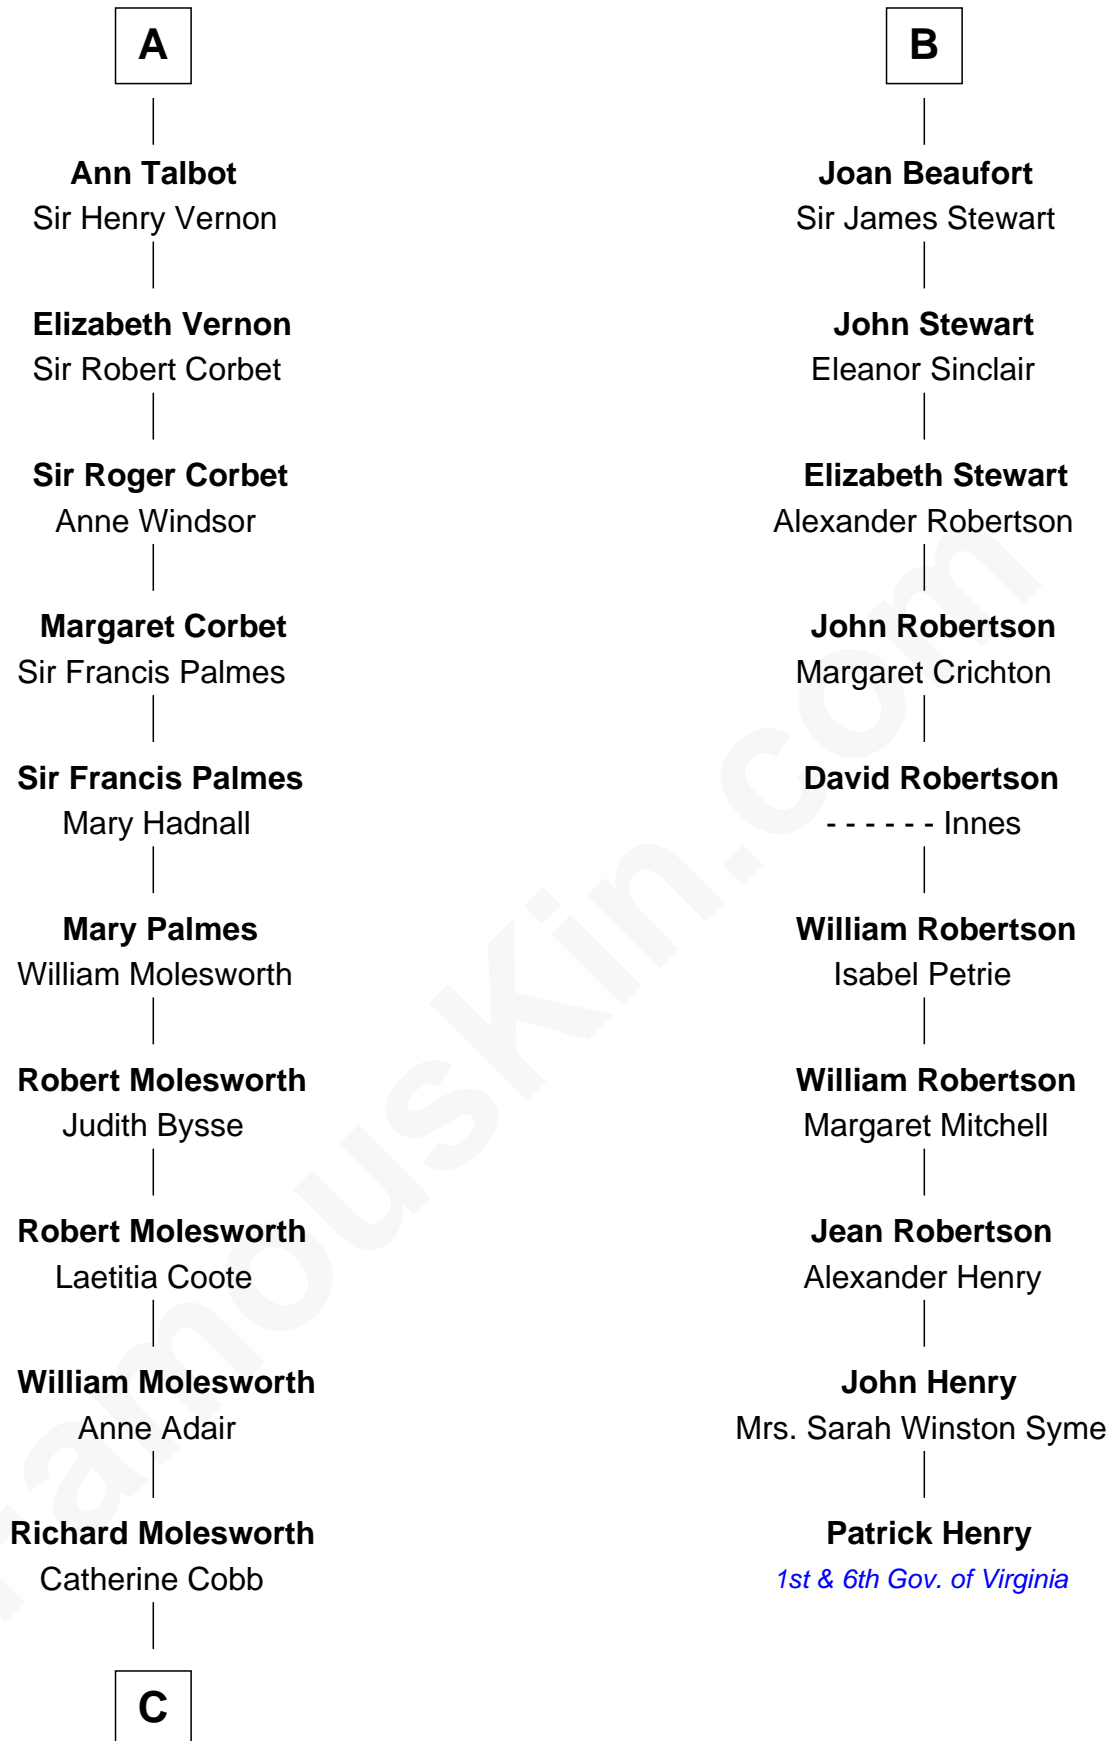 A
Ann Talbot
Sir Henry Vernon
Elizabeth Vernon
Sir Robert Corbet
Sir Roger Corbet
Anne Windsor
Margaret Corbet
Sir Francis Palmes
Sir Francis Palmes
Mary Hadnall
Mary Palmes
William Molesworth
Robert Molesworth
Judith Bysse
Robert Molesworth
Laetitia Coote
William Molesworth
Anne Adair
Richard Molesworth
Catherine Cobb
C
B
Joan Beaufort
Sir James Stewart
John Stewart
Eleanor Sinclair
Elizabeth Stewart
Alexander Robertson
John Robertson
Margaret Crichton
David Robertson
- - - - - - Innes
William Robertson
Isabel Petrie
William Robertson
Margaret Mitchell
Jean Robertson
Alexander Henry
John Henry
Mrs. Sarah Winston Syme
Patrick Henry
1st & 6th Gov. of Virginia
FamousKin.com